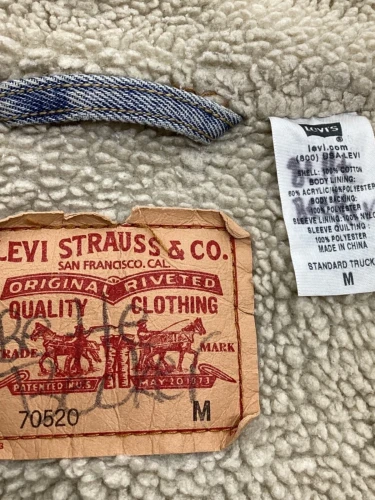 LEVI'S
levi.com
(800) USA-LEVI
SHELL: 100% COTTON
BODY LINING:
60% ACRYLIC/40% POLYESTER
BODY BACKING:
100% POLYESTER
SLEEVE LINING: 100% NYLON
SLEEVE QUILTING :
100% POLYESTER
MADE IN CHINA
STANDARD TRUCK
M
LEVI STRAUSS & CO.
SAN FRANCISCO, CAL.
ORIGINAL RIVETED
QUALITY CLOTHING
TRADE MARK
PATENTED IN U.S. MAY 20 1873
70520 M